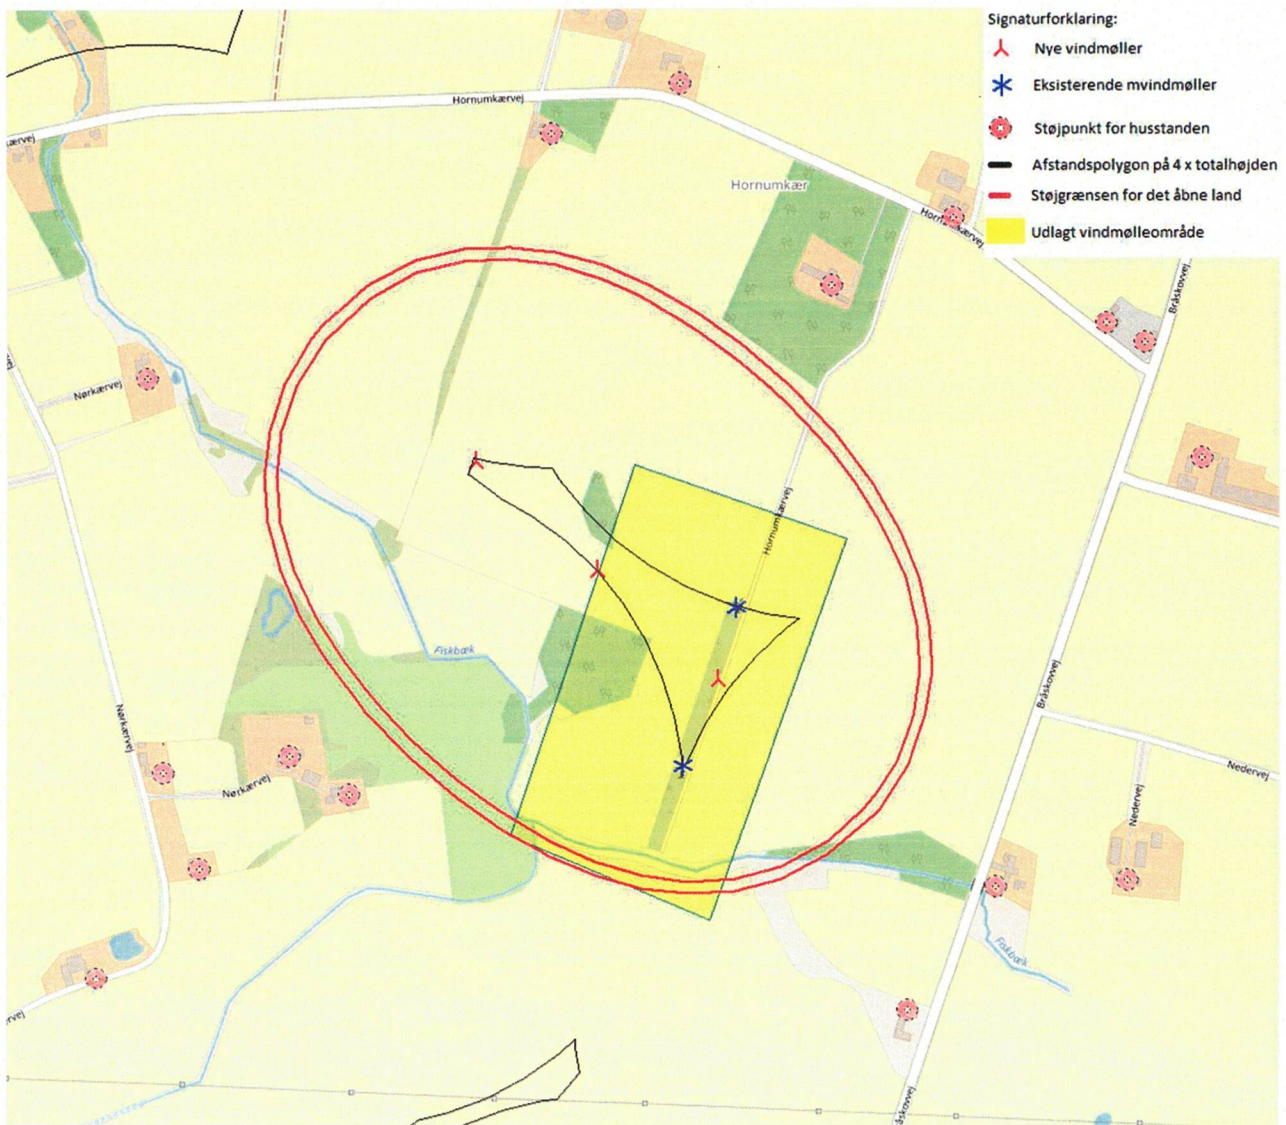 Signaturforklaring:
Nye vindmøller
Eksisterende mvindmøller
Støjpunkt for husstanden
Afstandspolygon på 4 x totalhøjden
Støjgrænsen for det åbne land
Udlagt vindmølleområde
Hornumkærvej
Hornumkær
Hornumkærvej
Bråskovvej
Nørkærvej
Hornumkærvej
Fiskbæk
Bråskovvej
Nørkærvej
Nedervej
Nørkærvej
Nedervej
Fiskbæk